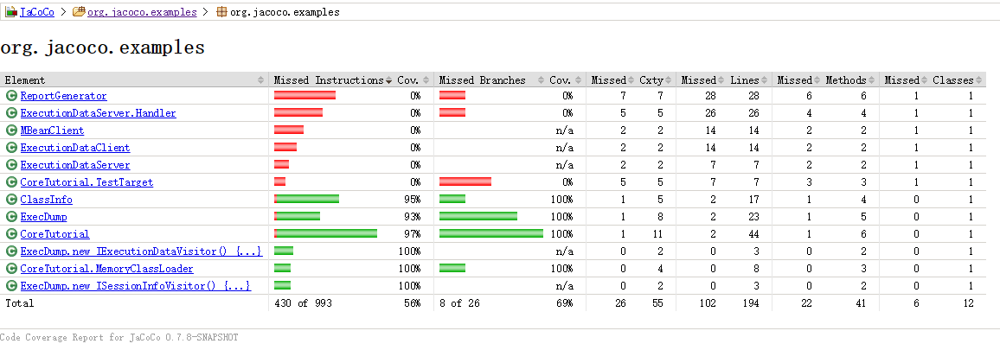 JaCoCo > org.jacoco.examples > org.jacoco.examples
org.jacoco.examples
Element Missed Instructions Cov. Missed Branches Cov. Missed Cxty Missed Lines Missed Methods Missed Classes
ReportGenerator 0% 0% 7 7 28 28 6 6 1 1
ExecutionDataServer.Handler 0% 0% 5 5 26 26 4 4 1 1
MBeanClient 0% n/a 2 2 14 14 2 2 1 1
ExecutionDataClient 0% n/a 2 2 14 14 2 2 1 1
ExecutionDataServer 0% n/a 2 2 7 7 2 2 1 1
CoreTutorial.TestTarget 0% 0% 5 5 7 7 3 3 1 1
ClassInfo 95% 100% 1 5 2 17 1 4 0 1
ExecDump 93% 100% 1 8 2 23 1 5 0 1
CoreTutorial 97% 100% 1 11 2 44 1 6 0 1
ExecDump.new IExecutionDataVisitor() {...} 100% n/a 0 2 0 3 0 2 0 1
CoreTutorial.MemoryClassLoader 100% 100% 0 4 0 8 0 3 0 1
ExecDump.new ISessionInfoVisitor() {...} 100% n/a 0 2 0 3 0 2 0 1
Total 430 of 993 56% 8 of 26 69% 26 55 102 194 22 41 6 12
Code Coverage Report for JaCoCo 0.7.8-SNAPSHOT